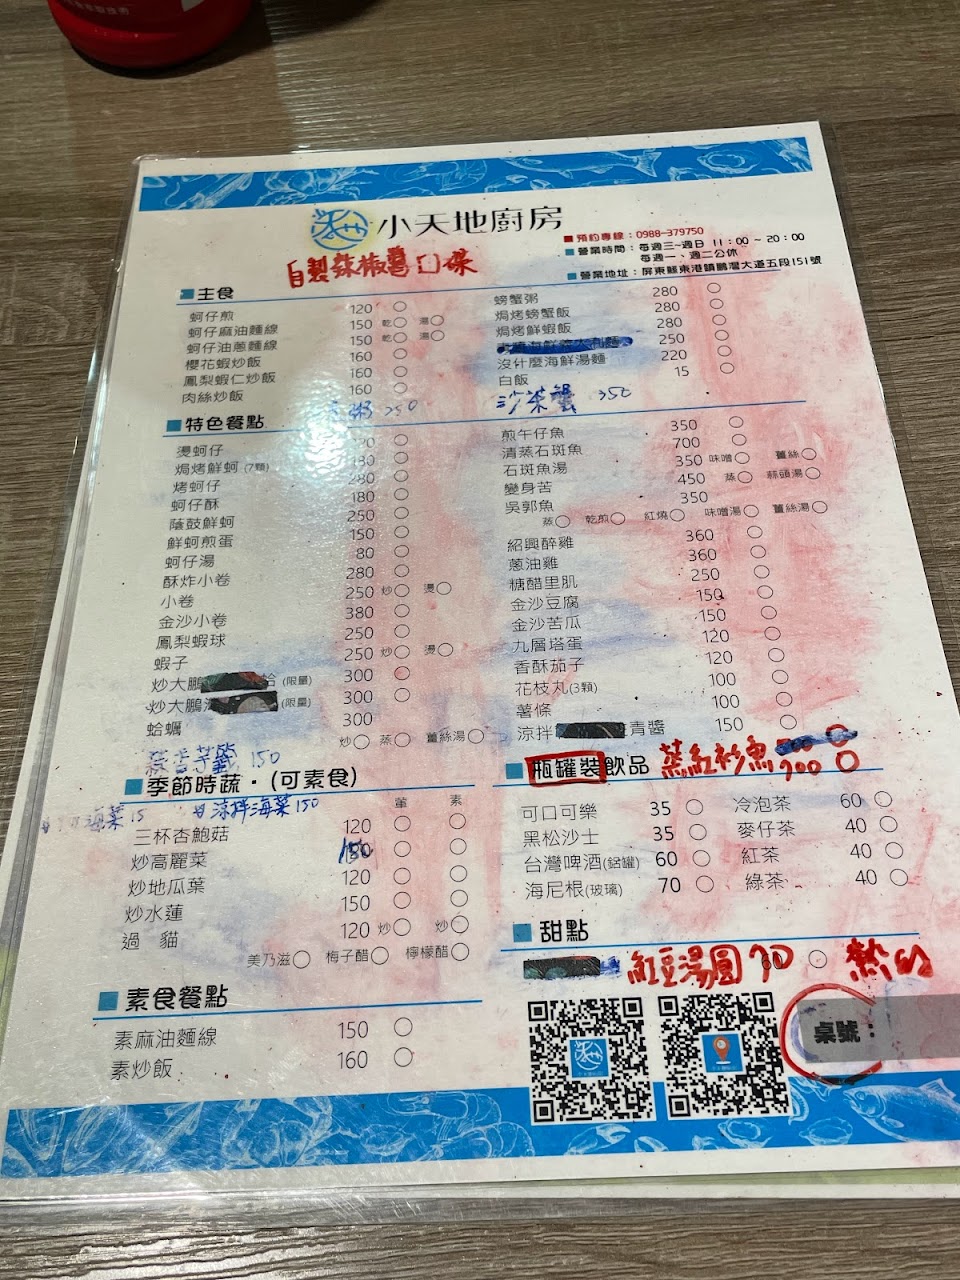 小天地廚房
預約專線：0988-379750
營業時間：每週三~週日 11：00 ~ 20：00
每週一、週二公休
營業地址：屏東縣東港鎮鵬灣大道五段151號
自製辣椒醬 碟
主食
蚵仔煎 120
蚵仔麻油麵線 150 乾 湯
蚵仔油蔥麵線 150 乾 湯
櫻花蝦炒飯 160
鳳梨蝦仁炒飯 160
肉絲炒飯 160
粥 250
螃蟹粥 280
焗烤螃蟹飯 280
焗烤鮮蝦飯 280
250
沒什麼海鮮湯麵 220
白飯 15
沙茶蟹 350
特色餐點
燙蚵仔
焗烤鮮蚵(7顆) 180
烤蚵仔 280
蚵仔酥 180
蔭鼓鮮蚵 250
鮮蚵煎蛋 150
蚵仔湯 80
酥炸小卷 280
小卷 250 炒 燙
金沙小卷 380
鳳梨蝦球 250
蝦子 250 炒 燙
炒大鵬 蛤 (限量) 300
炒大鵬 (限量) 300
蛤蠣 300
炒 蒸 薑絲湯
150
煎午仔魚 350
清蒸石斑魚 700
石斑魚湯 350 味噌 薑絲
變身苦 450 蒸 蒜頭湯
吳郭魚 350
蒸 乾煎 紅燒 味噌湯 薑絲湯
紹興醉雞 360
蔥油雞 360
糖醋里肌 250
金沙豆腐 150
金沙苦瓜 150
九層塔蛋 120
香酥茄子 120
花枝丸(3顆) 100
薯條 100
涼拌 青醬 150
季節時蔬 · (可素食)
海菜 涼拌海菜150
葷 素
三杯杏鮑菇 120
炒高麗菜
炒地瓜葉 120
炒水蓮 150
過 貓 120 炒 炒
美乃滋 梅子醋 檸檬醋
素食餐點
素麻油麵線 150
素炒飯 160
瓶罐裝飲品
蒸紅衫魚 700
可口可樂 35
黑松沙士 35
台灣啤酒(鋁罐) 60
海尼根(玻璃) 70
冷泡茶 60
麥仔茶 40
紅茶 40
綠茶 40
甜點
紅豆湯圓 70 熱的
桌號：